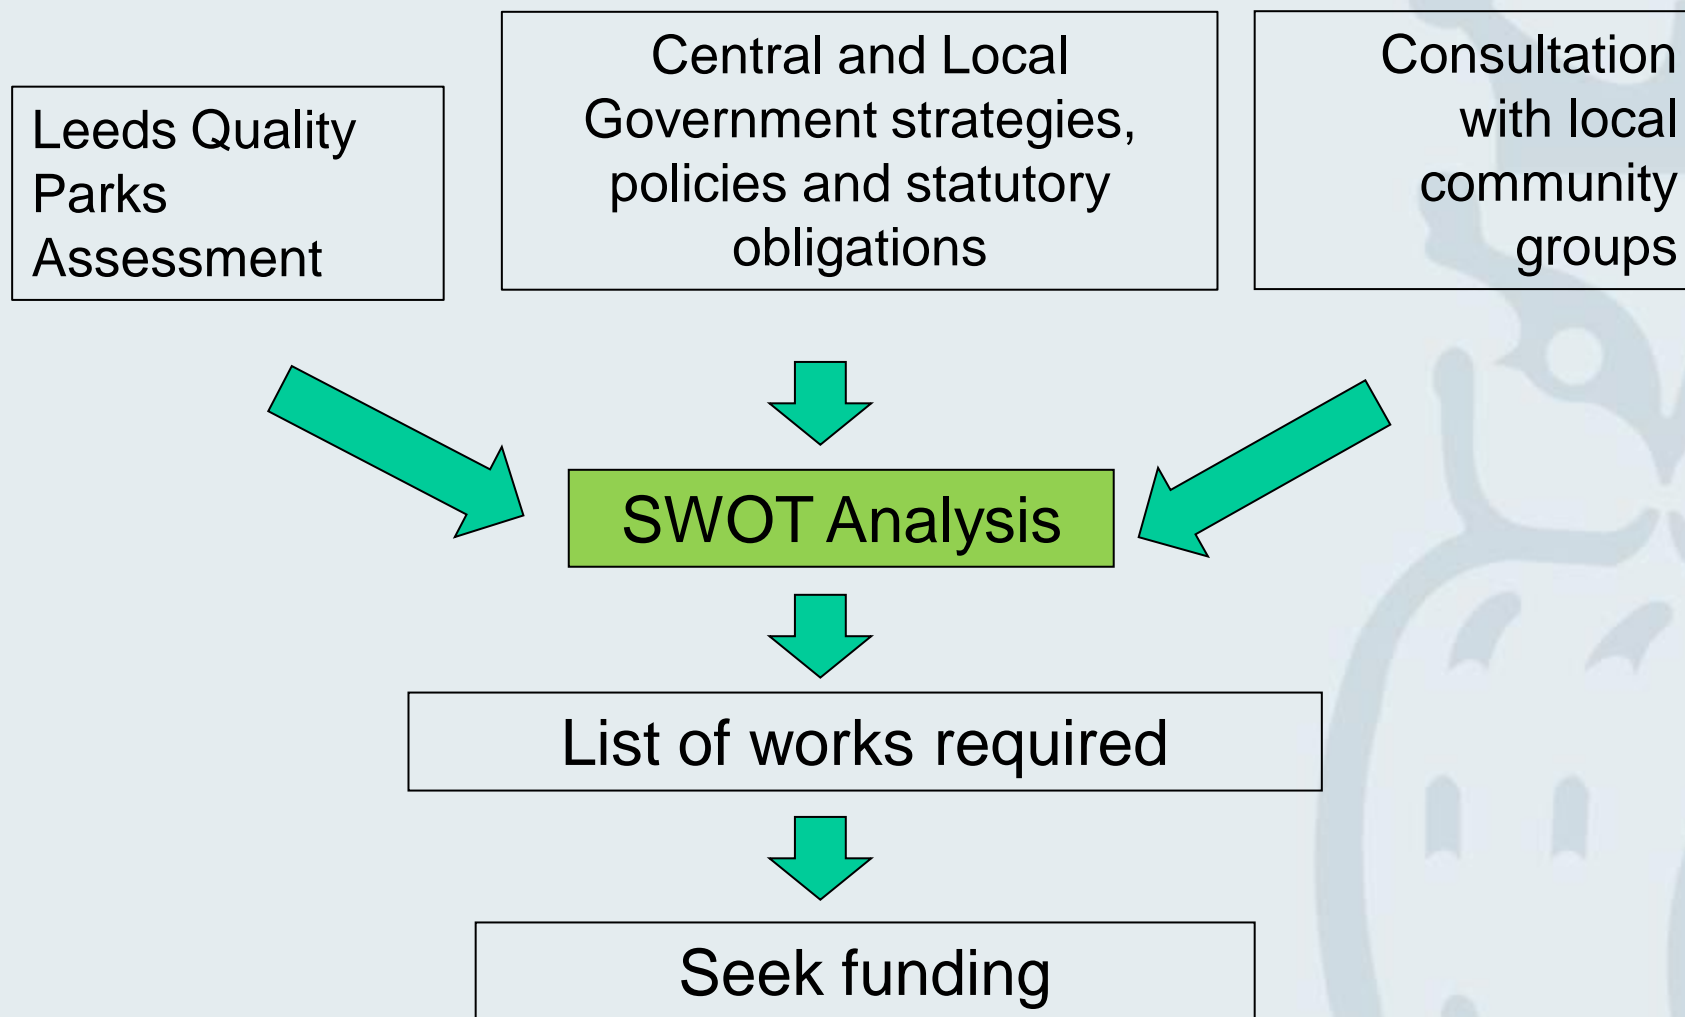 Leeds Quality
Parks
Assessment
Central and Local
Government strategies,
policies and statutory
obligations
Consultation
with local
community
groups
SWOT Analysis
List of works required
Seek funding